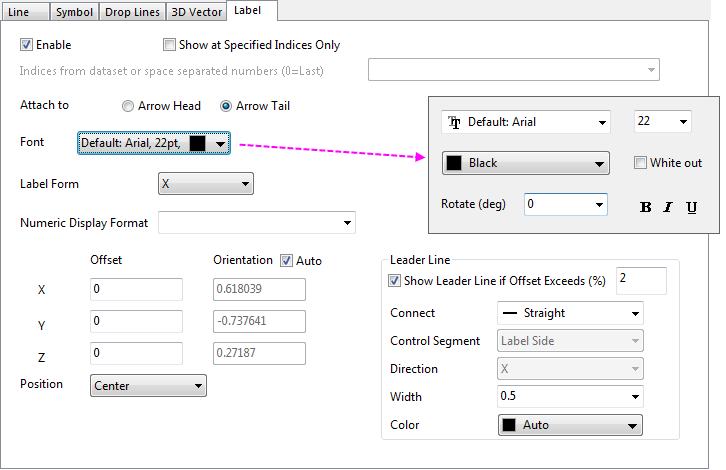 Line Symbol Drop Lines 3D Vector Label
Enable Show at Specified Indices Only
Indices from dataset or space separated numbers (0=Last)
Attach to Arrow Head Arrow Tail
Font Default: Arial, 22pt,
Default: Arial 22
Black White out
Rotate (deg) 0 B I U
Label Form X
Numeric Display Format
Offset Orientation Auto
X 0 0.618039
Y 0 -0.737641
Z 0 0.27187
Position Center
Leader Line
Show Leader Line if Offset Exceeds (%) 2
Connect Straight
Control Segment Label Side
Direction X
Width 0.5
Color Auto